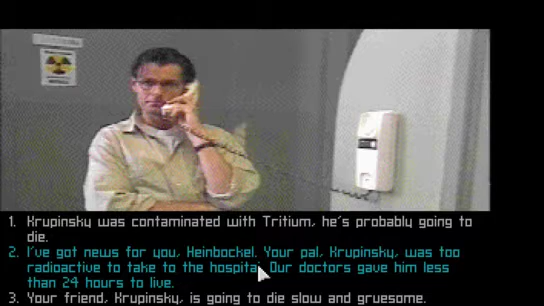 1. Krupinsky was contaminated with Tritium, he's probably going to
die.
2. I've got news for you, Heinbockel. Your pal, Krupinsky, was too
radioactive to take to the hospital. Our doctors gave him less
than 24 hours to live.
3. Your friend, Krupinsky, is going to die slow and gruesome.